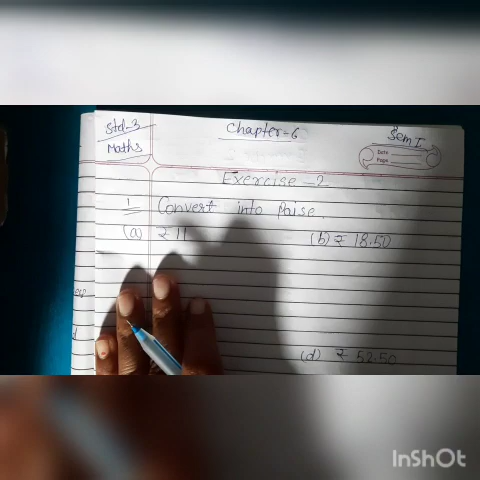 Std-3
Maths
Chapter-6
Sem I
Date
Page
Exercise-2
1 Convert into Paise.
(a) ₹ 11
(b) ₹ 18.50
(d) ₹ 52.50
InShOt